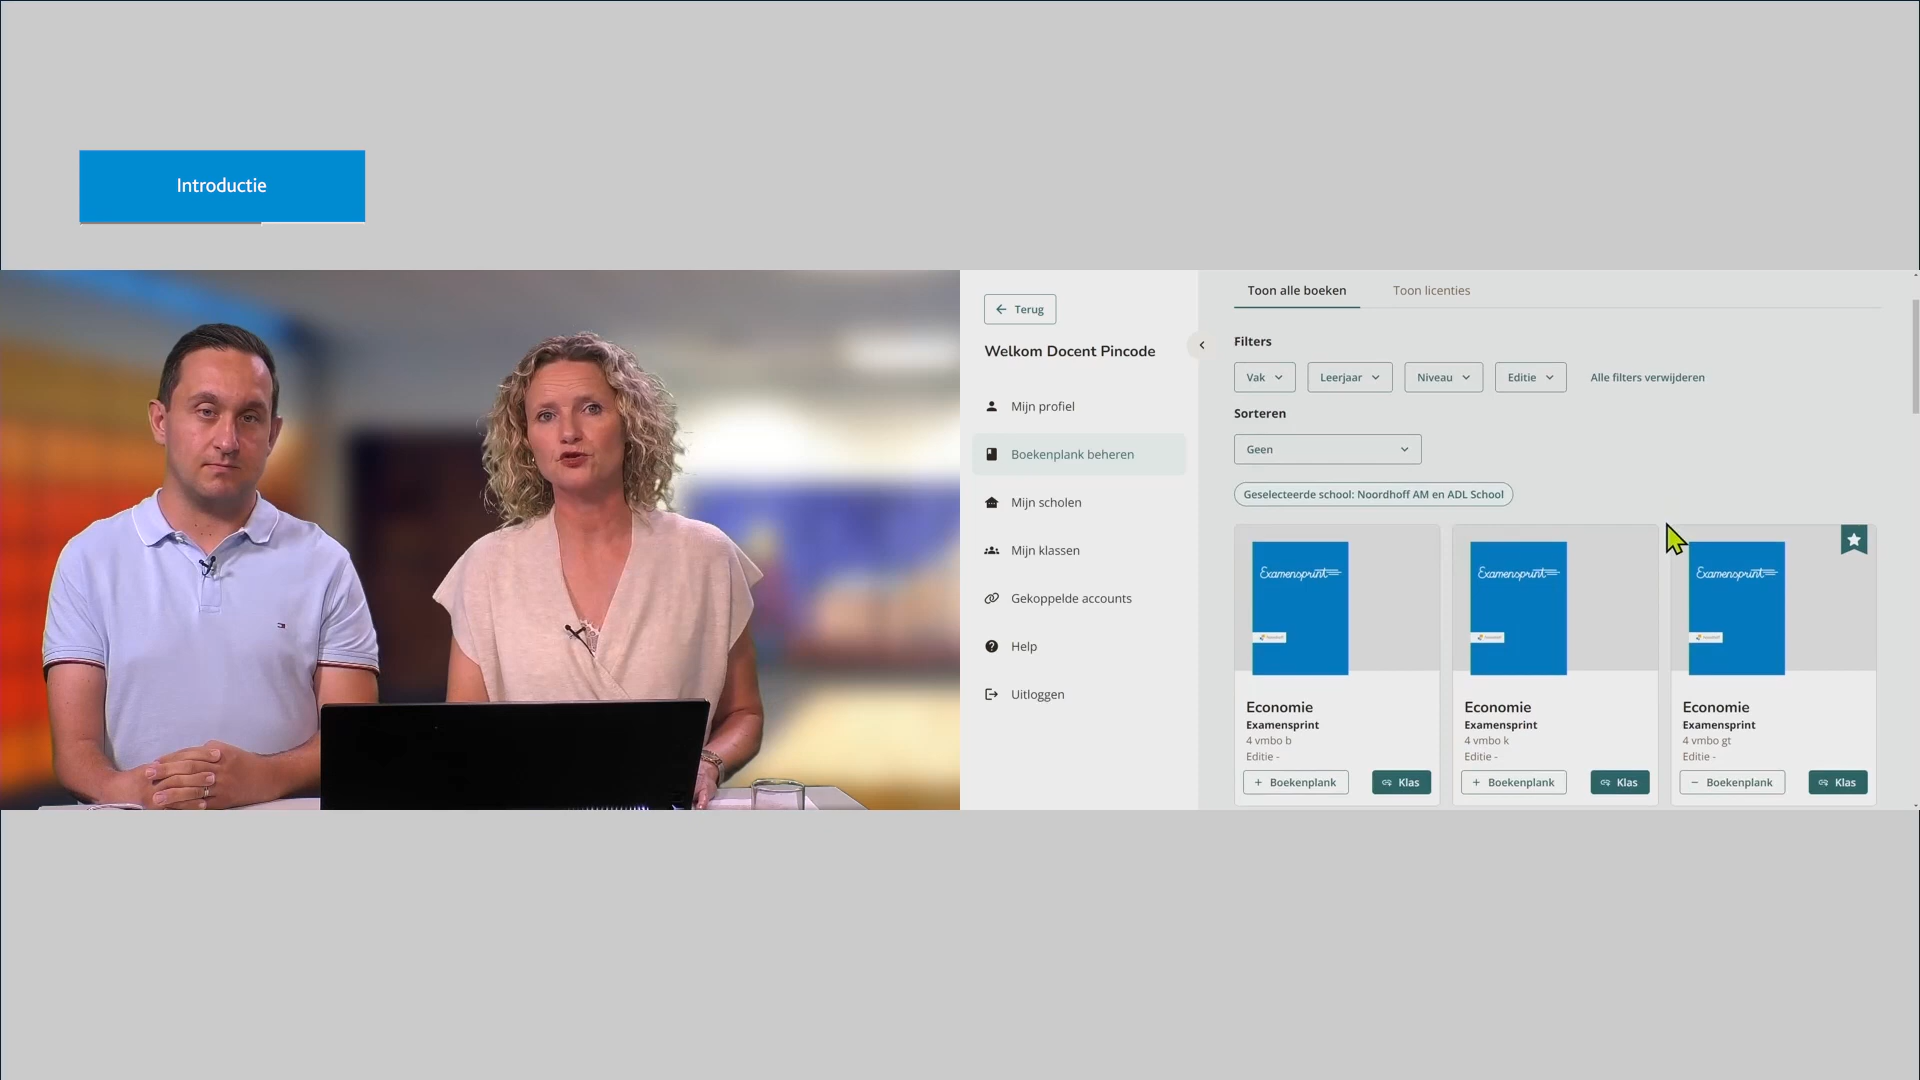 Introductie
Terug
Welkom Docent Pincode
Mijn profiel
Boekenplank beheren
Mijn scholen
Mijn klassen
Gekoppelde accounts
Help
Uitloggen
Toon alle boeken
Toon licenties
Filters
Vak
Leerjaar
Niveau
Editie
Alle filters verwijderen
Sorteren
Geen
Geselecteerde school: Noordhoff AM en ADL School
Examensprint
Economie
Examensprint
4 vmbo b
Editie -
+ Boekenplank
Klas
Examensprint
Economie
Examensprint
4 vmbo k
Editie -
+ Boekenplank
Klas
Examensprint
Economie
Examensprint
4 vmbo gt
Editie -
− Boekenplank
Klas